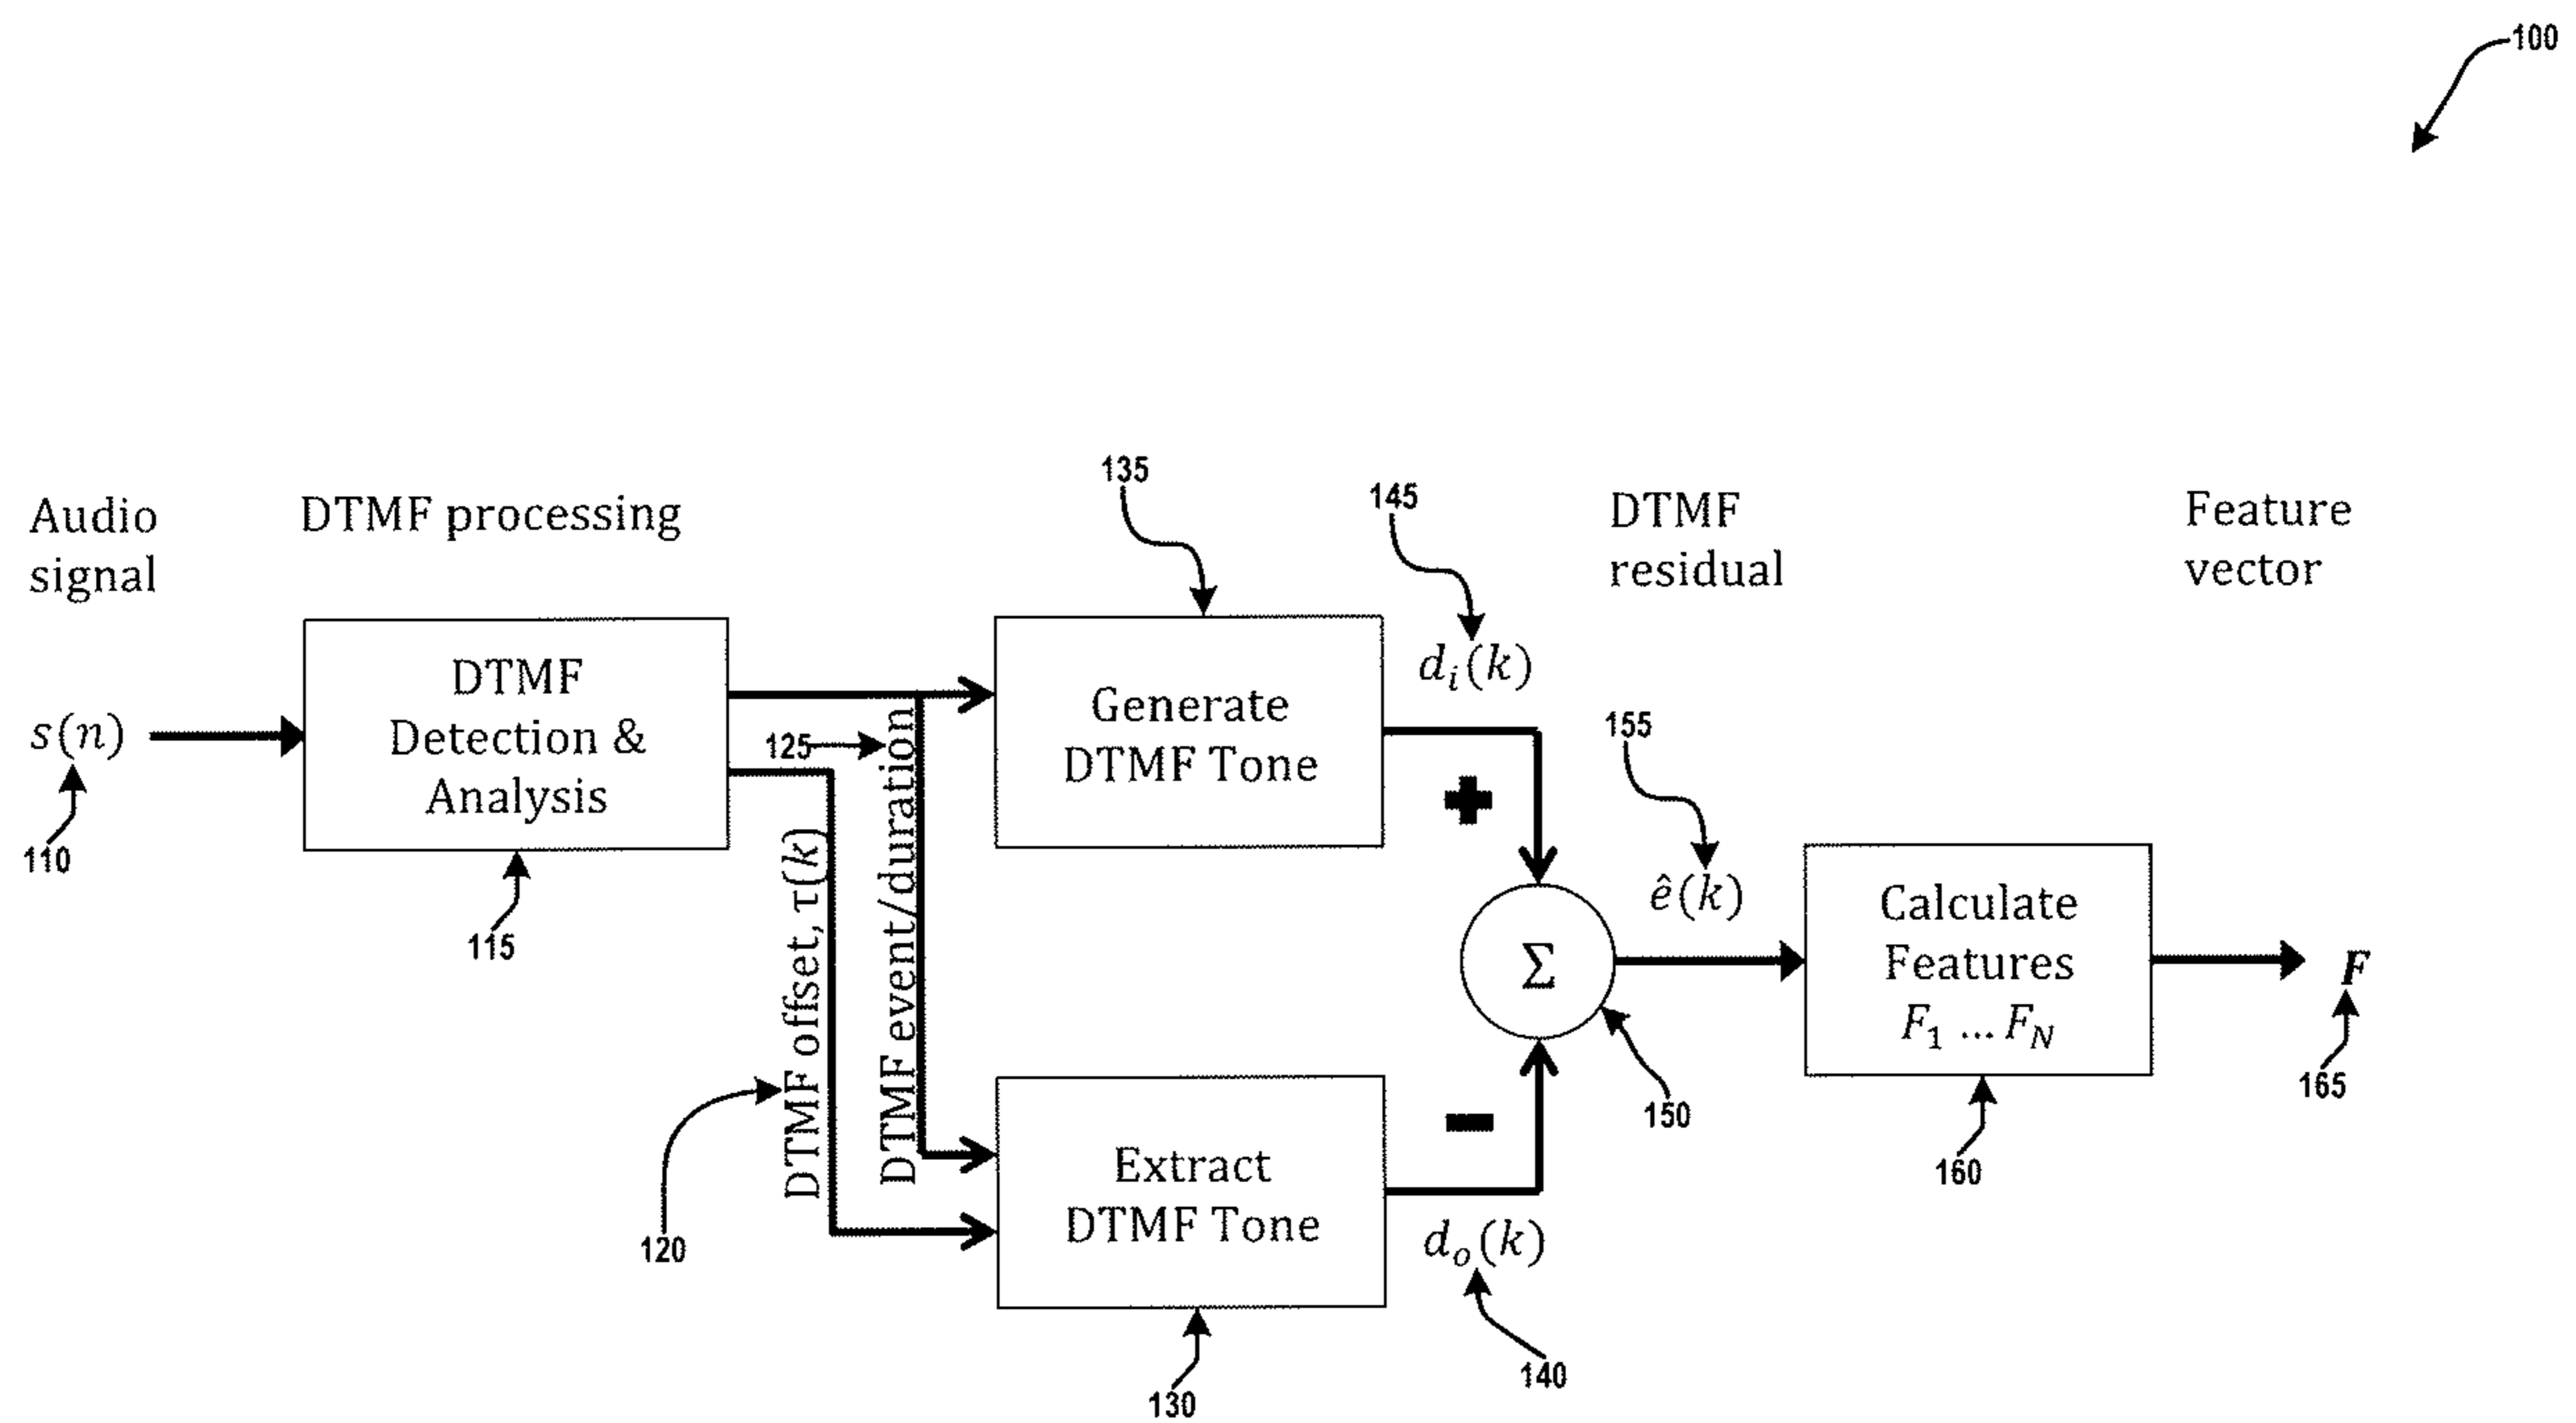 100
135
145
Audio
signal
DTMF processing
DTMF
residual
Feature
vector
s(n)
110
DTMF
Detection &
Analysis
115
125
DTMF offset, τ(k)
DTMF event/duration
120
Generate
DTMF Tone
d_i(k)
+
155
ê(k)
Σ
150
−
Extract
DTMF Tone
130
d_o(k)
140
Calculate
Features
F_1 ... F_N
160
F
165